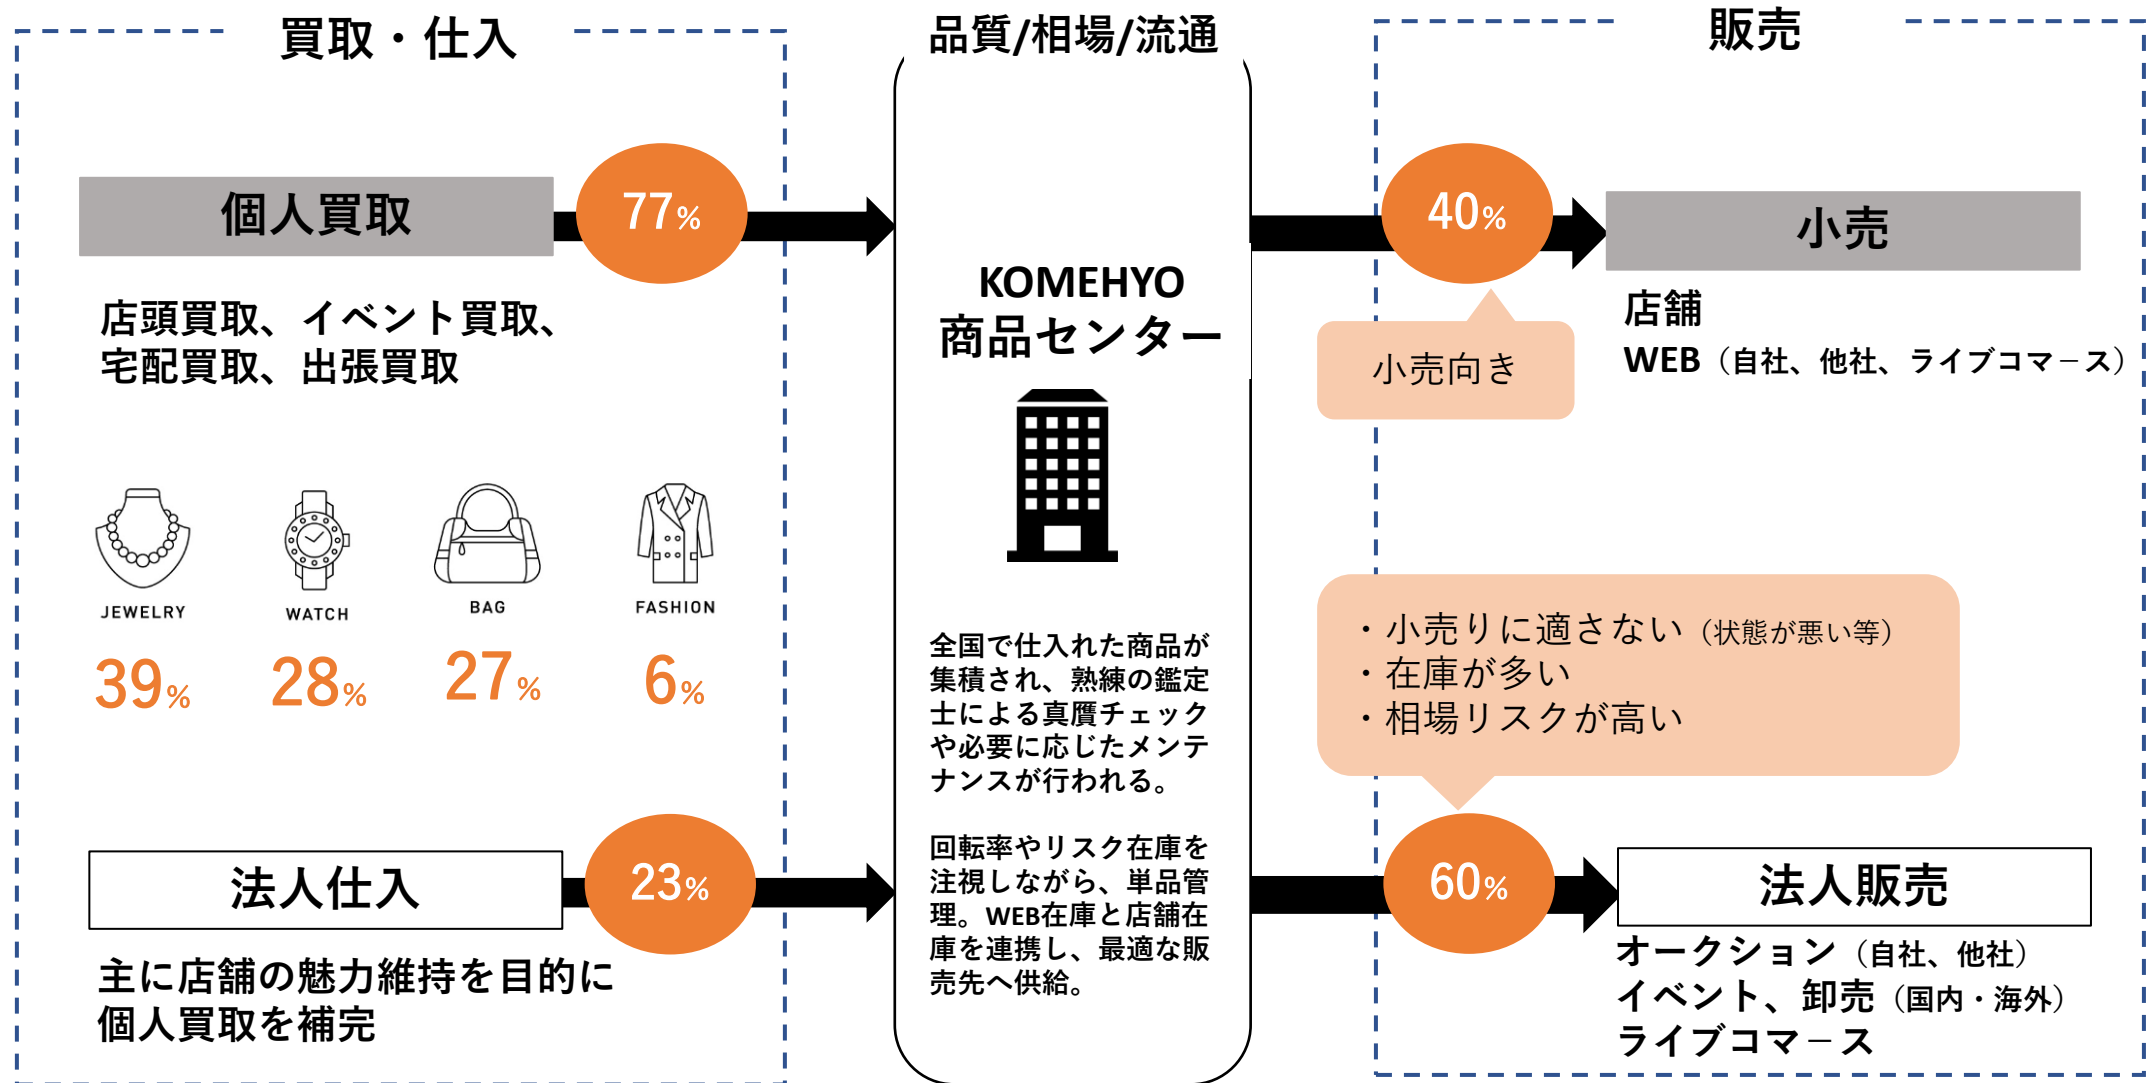 買取・仕入
個人買取
77%
店頭買取、イベント買取、
宅配買取、出張買取
JEWELRY
WATCH
BAG
FASHION
39%
28%
27%
6%
法人仕入
23%
主に店舗の魅力維持を目的に
個人買取を補完
品質/相場/流通
KOMEHYO
商品センター
全国で仕入れた商品が
集積され、熟練の鑑定
士による真贋チェック
や必要に応じたメンテ
ナンスが行われる。
回転率やリスク在庫を
注視しながら、単品管
理。WEB在庫と店舗在
庫を連携し、最適な販
売先へ供給。
販売
40%
小売
小売向き
店舗
WEB（自社、他社、ライブコマ－ス）
・小売りに適さない（状態が悪い等）
・在庫が多い
・相場リスクが高い
60%
法人販売
オークション（自社、他社）
イベント、卸売（国内・海外）
ライブコマ－ス